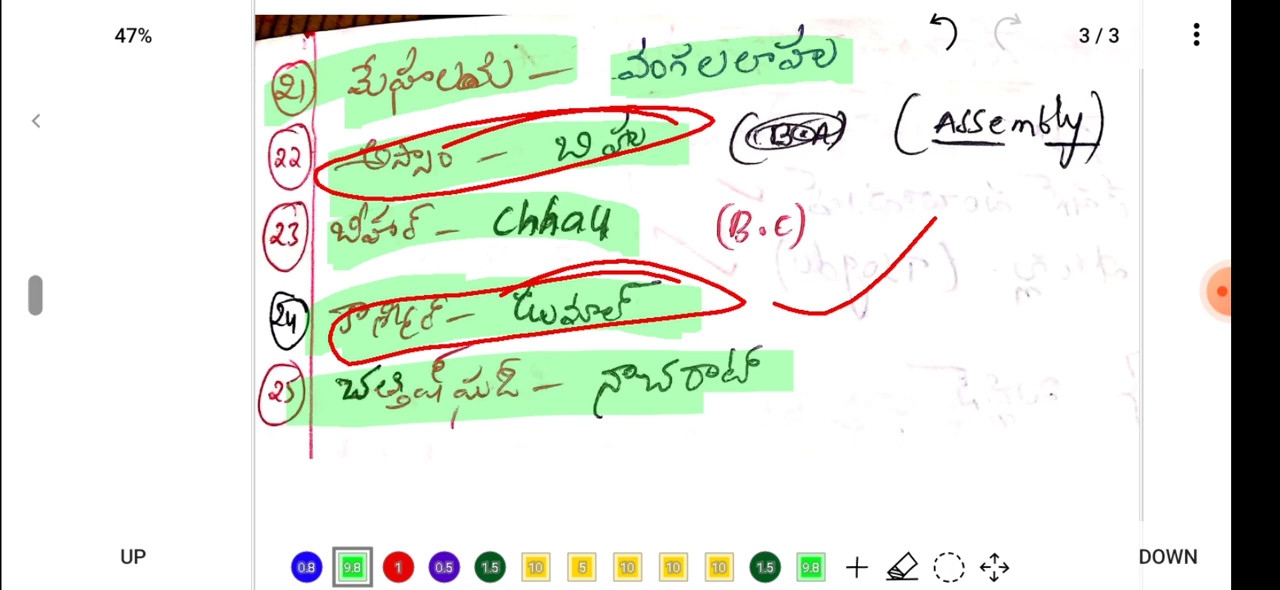 47%
3 / 3
21 మేఘలయ - వంగలలాహు
22 అస్సాం - బిహు (B.A) (Assembly)
23 బీహార్ - Chhau (B.C)
24 కాశ్మీర్ - డుమాల్
25 ఛత్తిష్ ఘడ్ - నాచరాట్
UP
0.8 9.8 1 0.5 1.5 10 5 10 10 10 1.5 9.8
DOWN